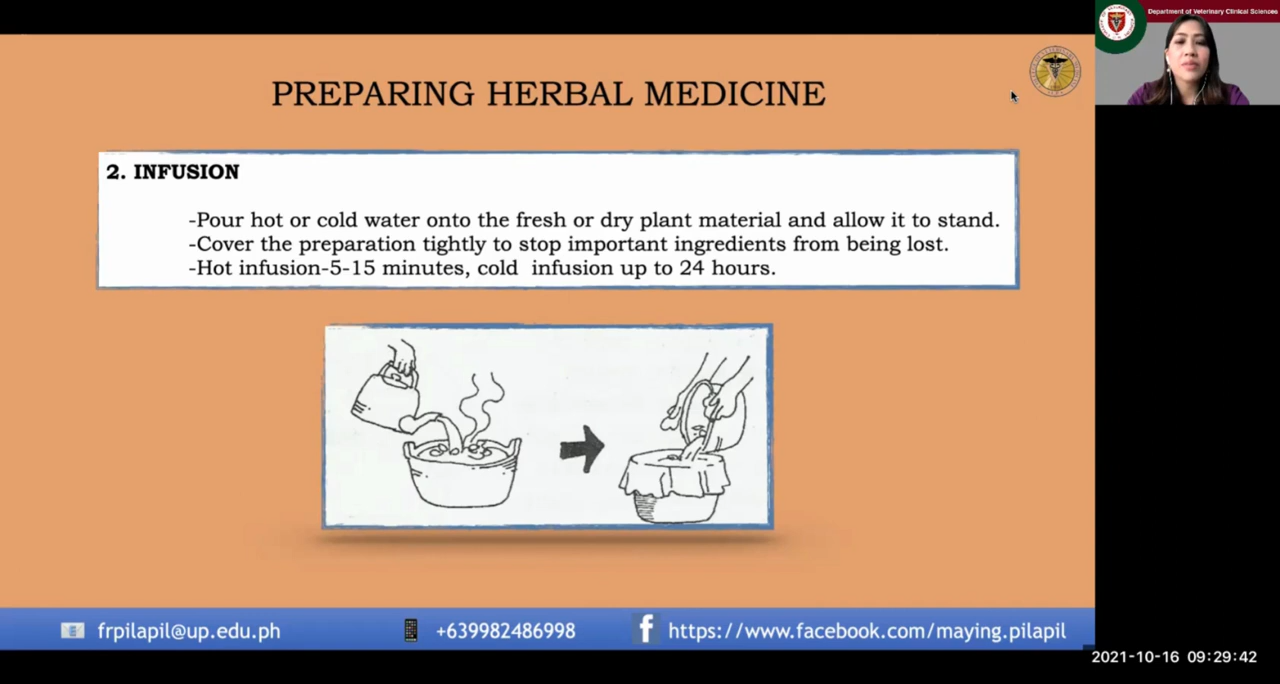 Department of Veterinary Clinical Sciences
PREPARING HERBAL MEDICINE
2. INFUSION
-Pour hot or cold water onto the fresh or dry plant material and allow it to stand.
-Cover the preparation tightly to stop important ingredients from being lost.
-Hot infusion-5-15 minutes, cold infusion up to 24 hours.
frpilapil@up.edu.ph
+639982486998
https://www.facebook.com/maying.pilapil
2021-10-16 09:29:42